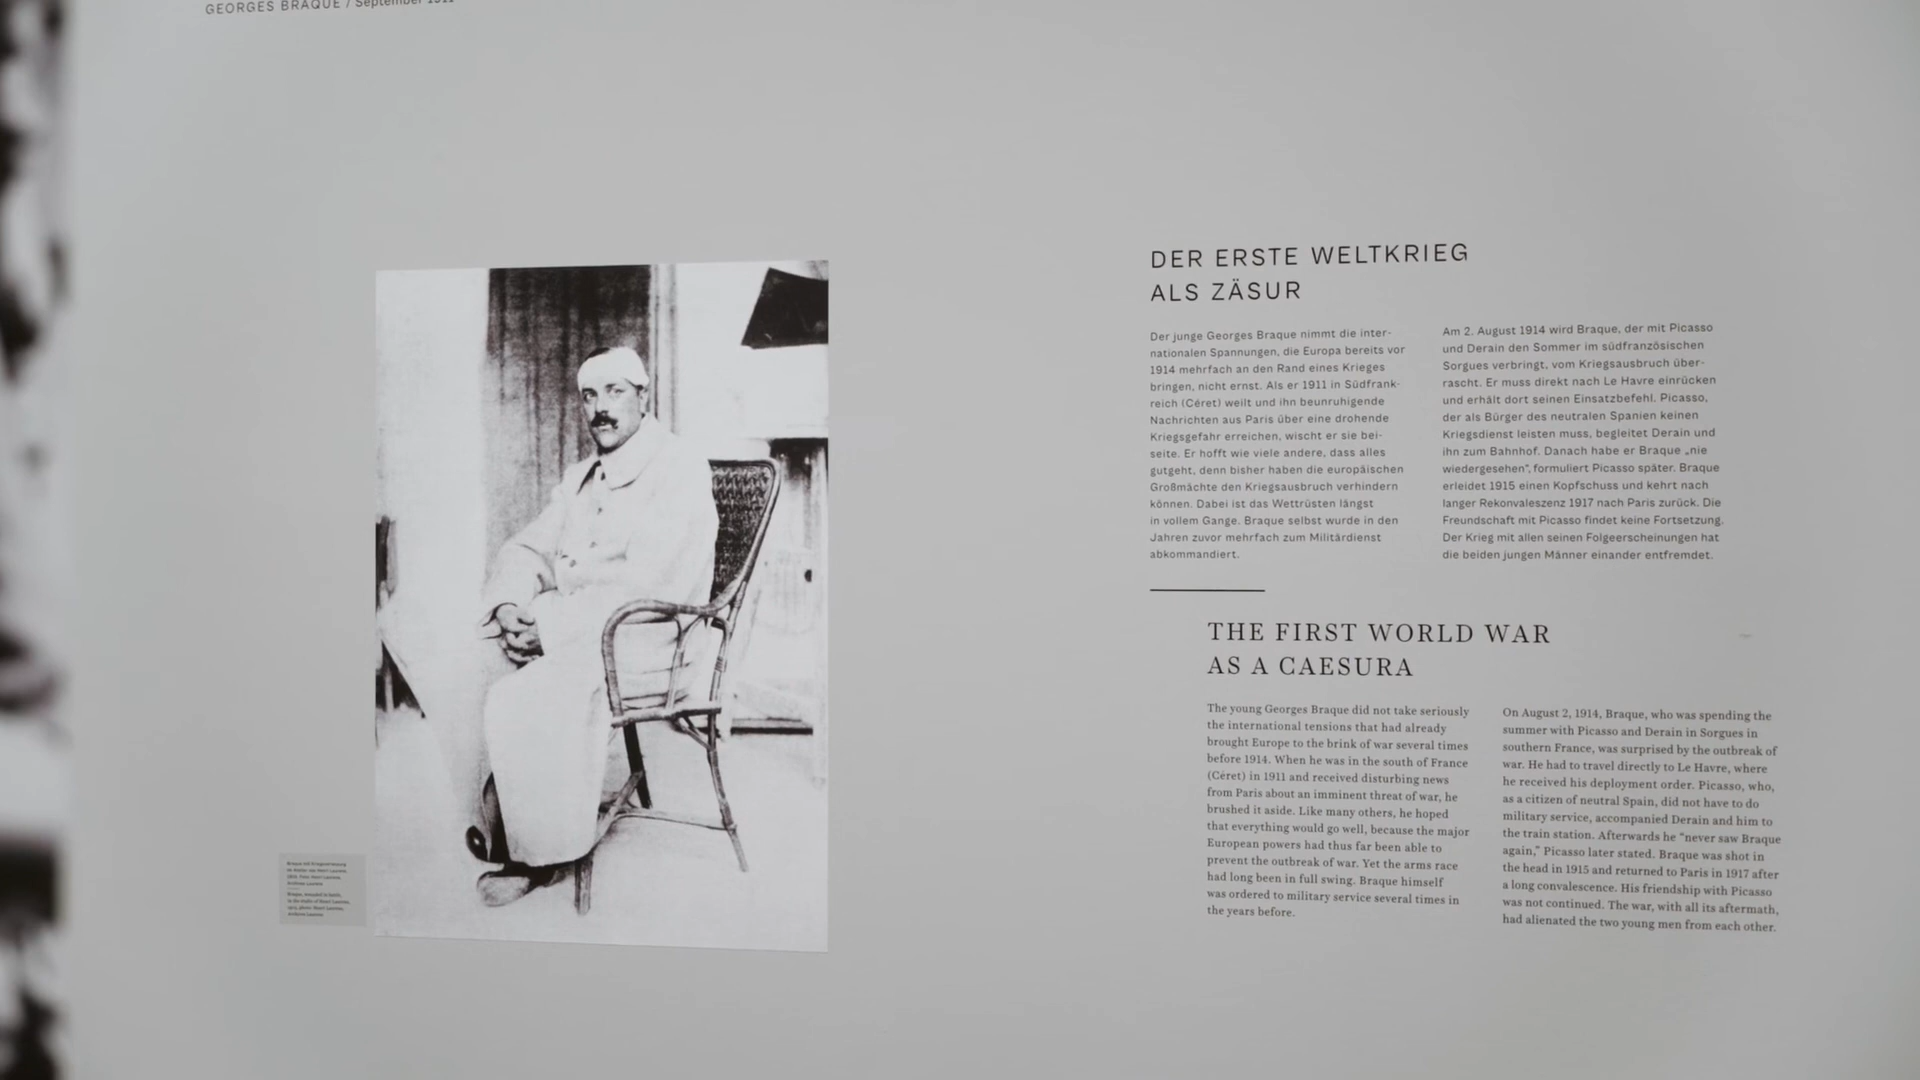 GEORGES BRAQUE / September 1911
DER ERSTE WELTKRIEG
ALS ZÄSUR
Der junge Georges Braque nimmt die inter-
nationalen Spannungen, die Europa bereits vor
1914 mehrfach an den Rand eines Krieges
bringen, nicht ernst. Als er 1911 in Südfrank-
reich (Céret) weilt und ihn beunruhigende
Nachrichten aus Paris über eine drohende
Kriegsgefahr erreichen, wischt er sie bei-
seite. Er hofft wie viele andere, dass alles
gutgeht, denn bisher haben die europäischen
Großmächte den Kriegsausbruch verhindern
können. Dabei ist das Wettrüsten längst
in vollem Gange. Braque selbst wurde in den
Jahren zuvor mehrfach zum Militärdienst
abkommandiert.
Am 2. August 1914 wird Braque, der mit Picasso
und Derain den Sommer im südfranzösischen
Sorgues verbringt, vom Kriegsausbruch über-
rascht. Er muss direkt nach Le Havre einrücken
und erhält dort seinen Einsatzbefehl. Picasso,
der als Bürger des neutralen Spanien keinen
Kriegsdienst leisten muss, begleitet Derain und
ihn zum Bahnhof. Danach habe er Braque „nie
wiedergesehen“, formuliert Picasso später. Braque
erleidet 1915 einen Kopfschuss und kehrt nach
langer Rekonvaleszenz 1917 nach Paris zurück. Die
Freundschaft mit Picasso findet keine Fortsetzung.
Der Krieg mit allen seinen Folgeerscheinungen hat
die beiden jungen Männer einander entfremdet.
THE FIRST WORLD WAR
AS A CAESURA
The young Georges Braque did not take seriously
the international tensions that had already
brought Europe to the brink of war several times
before 1914. When he was in the south of France
(Céret) in 1911 and received disturbing news
from Paris about an imminent threat of war, he
brushed it aside. Like many others, he hoped
that everything would go well, because the major
European powers had thus far been able to
prevent the outbreak of war. Yet the arms race
had long been in full swing. Braque himself
was ordered to military service several times in
the years before.
On August 2, 1914, Braque, who was spending the
summer with Picasso and Derain in Sorgues in
southern France, was surprised by the outbreak of
war. He had to travel directly to Le Havre, where
he received his deployment order. Picasso, who,
as a citizen of neutral Spain, did not have to do
military service, accompanied Derain and him to
the train station. Afterwards he “never saw Braque
again,” Picasso later stated. Braque was shot in
the head in 1915 and returned to Paris in 1917 after
a long convalescence. His friendship with Picasso
was not continued. The war, with all its aftermath,
had alienated the two young men from each other.